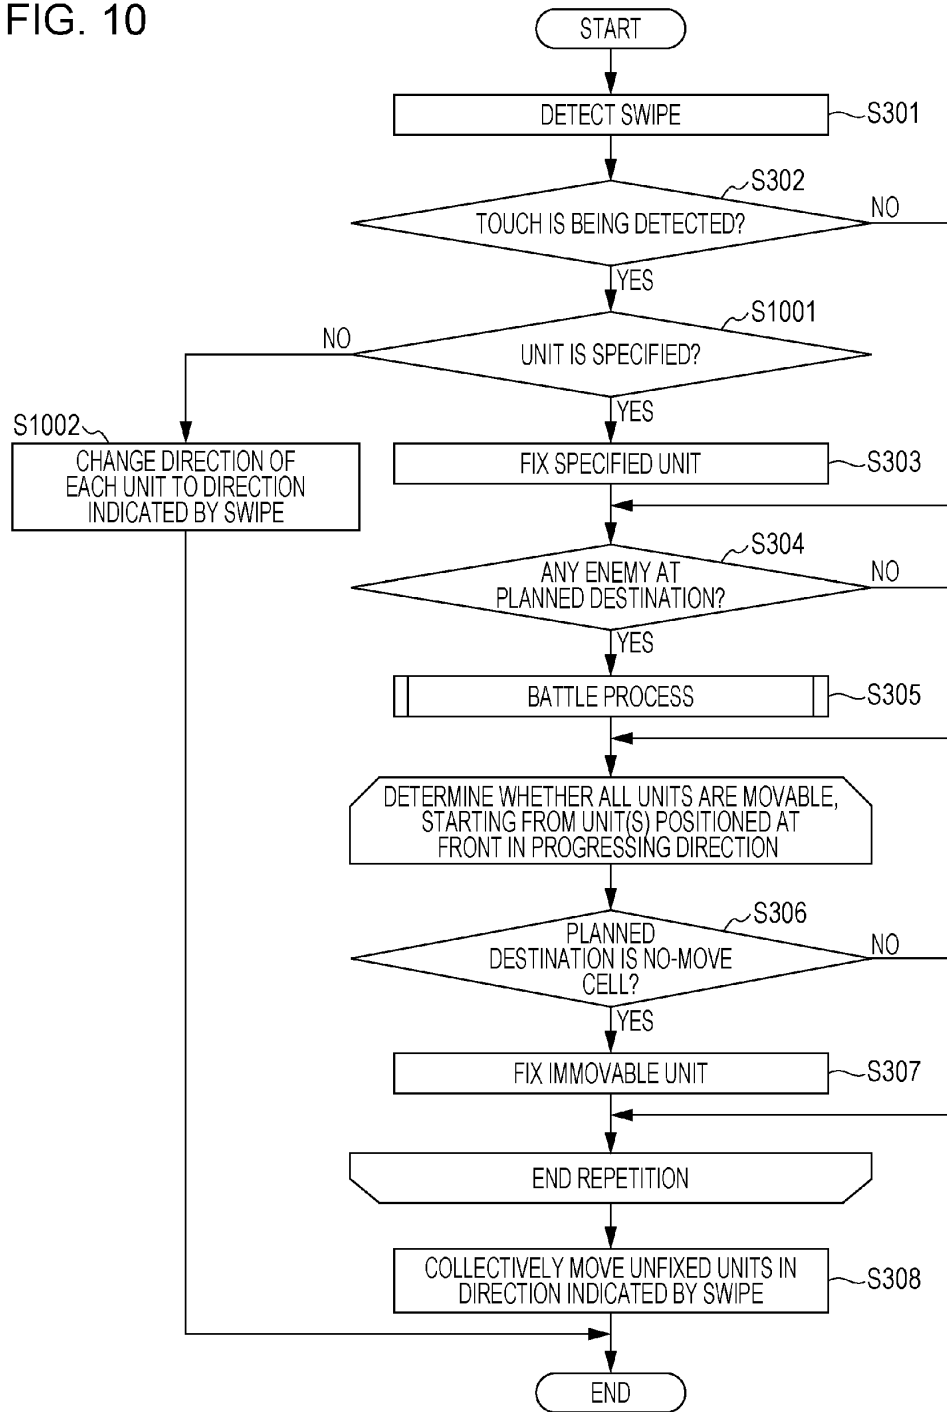 FIG. 10
START
DETECT SWIPE
S301
S302
TOUCH IS BEING DETECTED?
NO
YES
S1001
NO
UNIT IS SPECIFIED?
YES
S1002
CHANGE DIRECTION OF
EACH UNIT TO DIRECTION
INDICATED BY SWIPE
FIX SPECIFIED UNIT
S303
S304
ANY ENEMY AT
PLANNED DESTINATION?
NO
YES
BATTLE PROCESS
S305
DETERMINE WHETHER ALL UNITS ARE MOVABLE,
STARTING FROM UNIT(S) POSITIONED AT
FRONT IN PROGRESSING DIRECTION
S306
PLANNED
DESTINATION IS NO-MOVE
CELL?
NO
YES
FIX IMMOVABLE UNIT
S307
END REPETITION
COLLECTIVELY MOVE UNFIXED UNITS IN
DIRECTION INDICATED BY SWIPE
S308
END